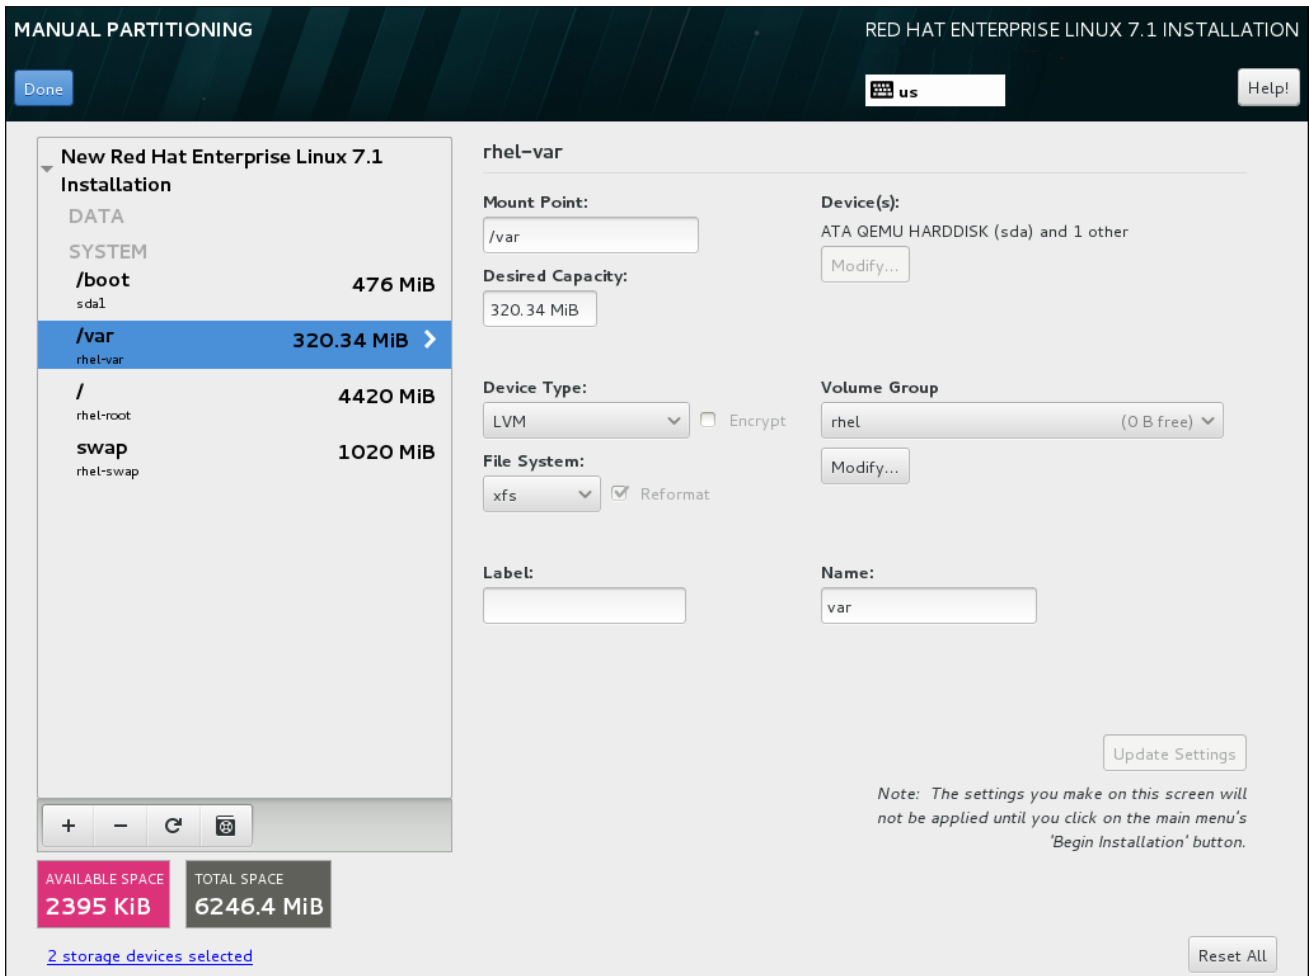 MANUAL PARTITIONING
RED HAT ENTERPRISE LINUX 7.1 INSTALLATION
Done
us
Help!
New Red Hat Enterprise Linux 7.1
Installation
DATA
SYSTEM
/boot
476 MiB
sda1
/var
320.34 MiB
rhel-var
/
4420 MiB
rhel-root
swap
1020 MiB
rhel-swap
AVAILABLE SPACE
2395 KiB
TOTAL SPACE
6246.4 MiB
2 storage devices selected
rhel-var
Mount Point:
/var
Desired Capacity:
320.34 MiB
Device(s):
ATA QEMU HARDDISK (sda) and 1 other
Modify...
Device Type:
LVM
Encrypt
File System:
xfs
Reformat
Volume Group
rhel (0 B free)
Modify...
Label:
Name:
var
Update Settings
Note: The settings you make on this screen will
not be applied until you click on the main menu's
'Begin Installation' button.
Reset All